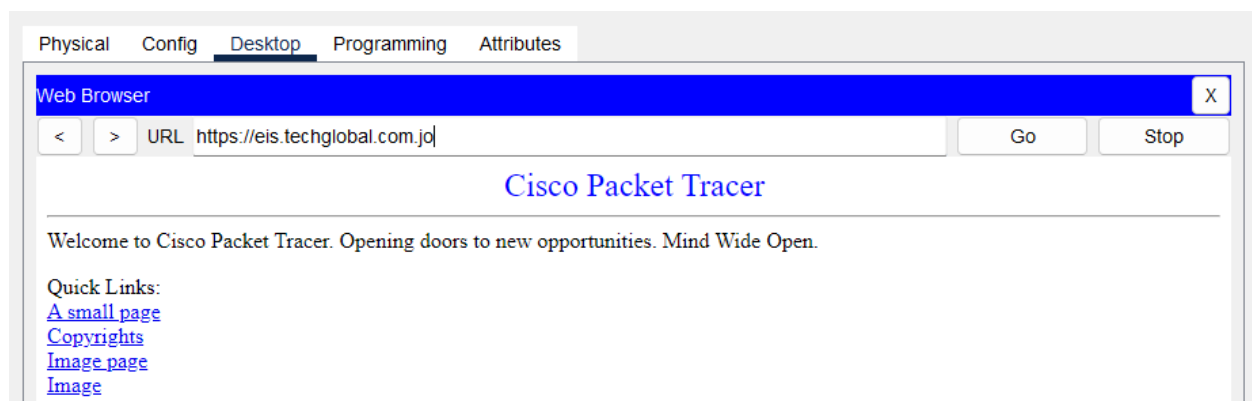 Physical Config Desktop Programming Attributes
Web Browser X
< > URL https://eis.techglobal.com.jo Go Stop
Cisco Packet Tracer
Welcome to Cisco Packet Tracer. Opening doors to new opportunities. Mind Wide Open.
Quick Links:
A small page
Copyrights
Image page
Image